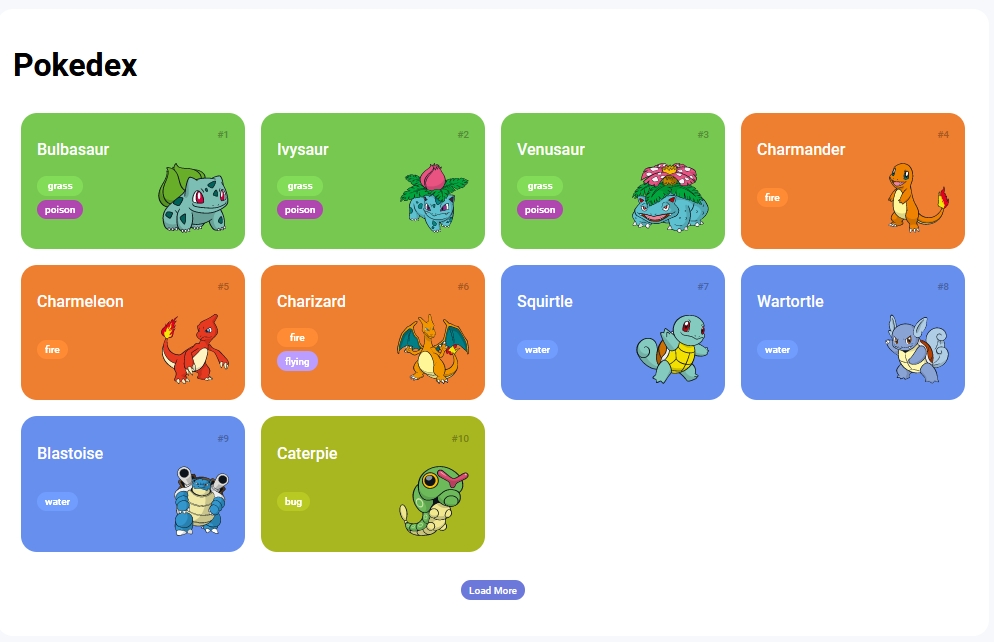 Pokedex
#1
Bulbasaur
grass
poison
#2
Ivysaur
grass
poison
#3
Venusaur
grass
poison
#4
Charmander
fire
#5
Charmeleon
fire
#6
Charizard
fire
flying
#7
Squirtle
water
#8
Wartortle
water
#9
Blastoise
water
#10
Caterpie
bug
Load More